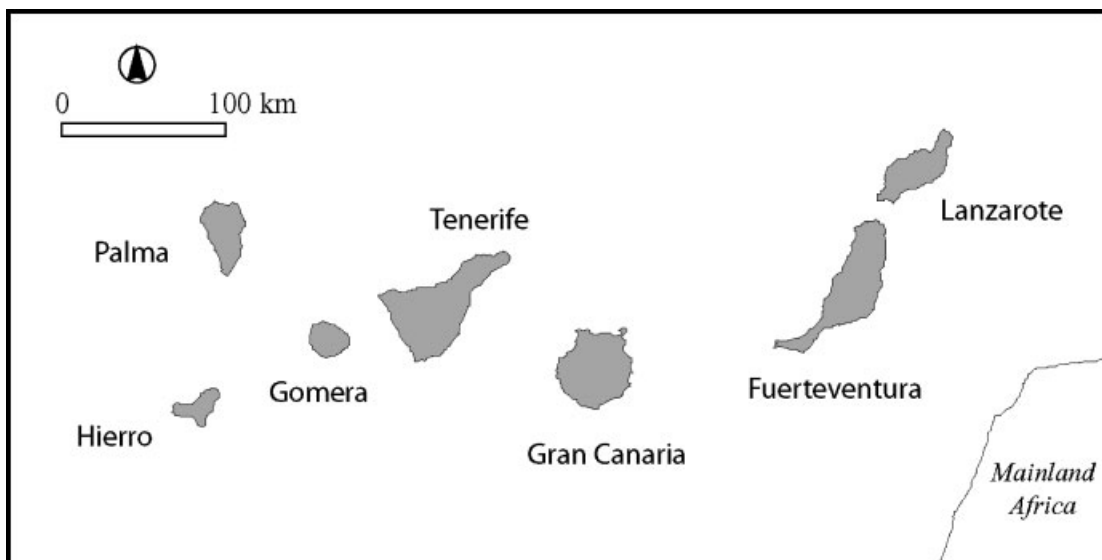 0 100 km
Lanzarote
Tenerife
Palma
Gomera
Fuerteventura
Hierro
Gran Canaria
Mainland
Africa